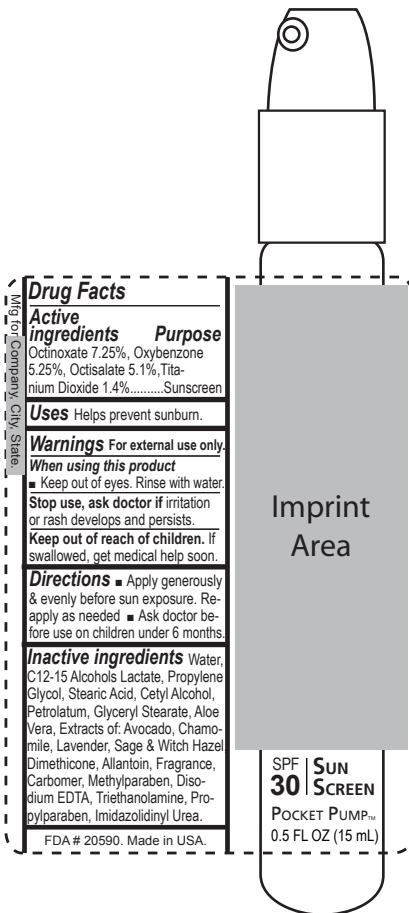 Mfg for Company, City, State.
Drug Facts
Active
ingredients Purpose
Octinoxate 7.25%, Oxybenzone
5.25%, Octisalate 5.1%,Tita-
nium Dioxide 1.4%..........Sunscreen
Uses Helps prevent sunburn.
Warnings For external use only.
When using this product
■ Keep out of eyes. Rinse with water.
Stop use, ask doctor if irritation
or rash develops and persists.
Keep out of reach of children. If
swallowed, get medical help soon.
Directions ■ Apply generously
& evenly before sun exposure. Re-
apply as needed ■ Ask doctor be-
fore use on children under 6 months.
Inactive ingredients Water,
C12-15 Alcohols Lactate, Propylene
Glycol, Stearic Acid, Cetyl Alcohol,
Petrolatum, Glyceryl Stearate, Aloe
Vera, Extracts of: Avocado, Chamo-
mile, Lavender, Sage & Witch Hazel,
Dimethicone, Allantoin, Fragrance,
Carbomer, Methylparaben, Diso-
dium EDTA, Triethanolamine, Pro-
pylparaben, Imidazolidinyl Urea.
FDA # 20590. Made in USA.
Imprint
Area
SPF
30
SUN
SCREEN
POCKET PUMP™
0.5 FL OZ (15 mL)